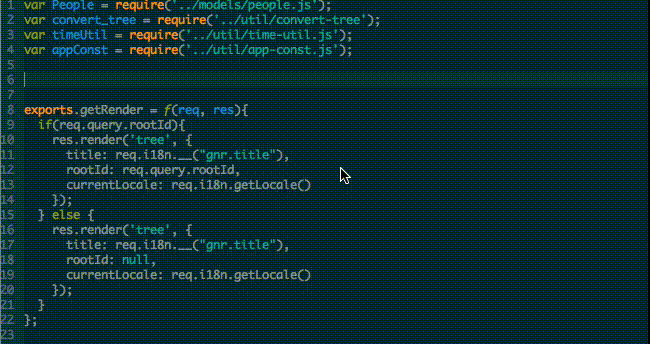 1 var People = require('../models/people.js');
2 var convert_tree = require('../util/convert-tree');
3 var timeUtil = require('../util/time-util.js');
4 var appConst = require('../util/app-const.js');
5
6
7
8 exports.getRender = f(req, res){
9   if(req.query.rootId){
10     res.render('tree', {
11       title: req.i18n.__("gnr.title"),
12       rootId: req.query.rootId,
13       currentLocale: req.i18n.getLocale()
14     });
15   } else {
16     res.render('tree', {
17       title: req.i18n.__("gnr.title"),
18       rootId: null,
19       currentLocale: req.i18n.getLocale()
20     });
21   }
22 };
23